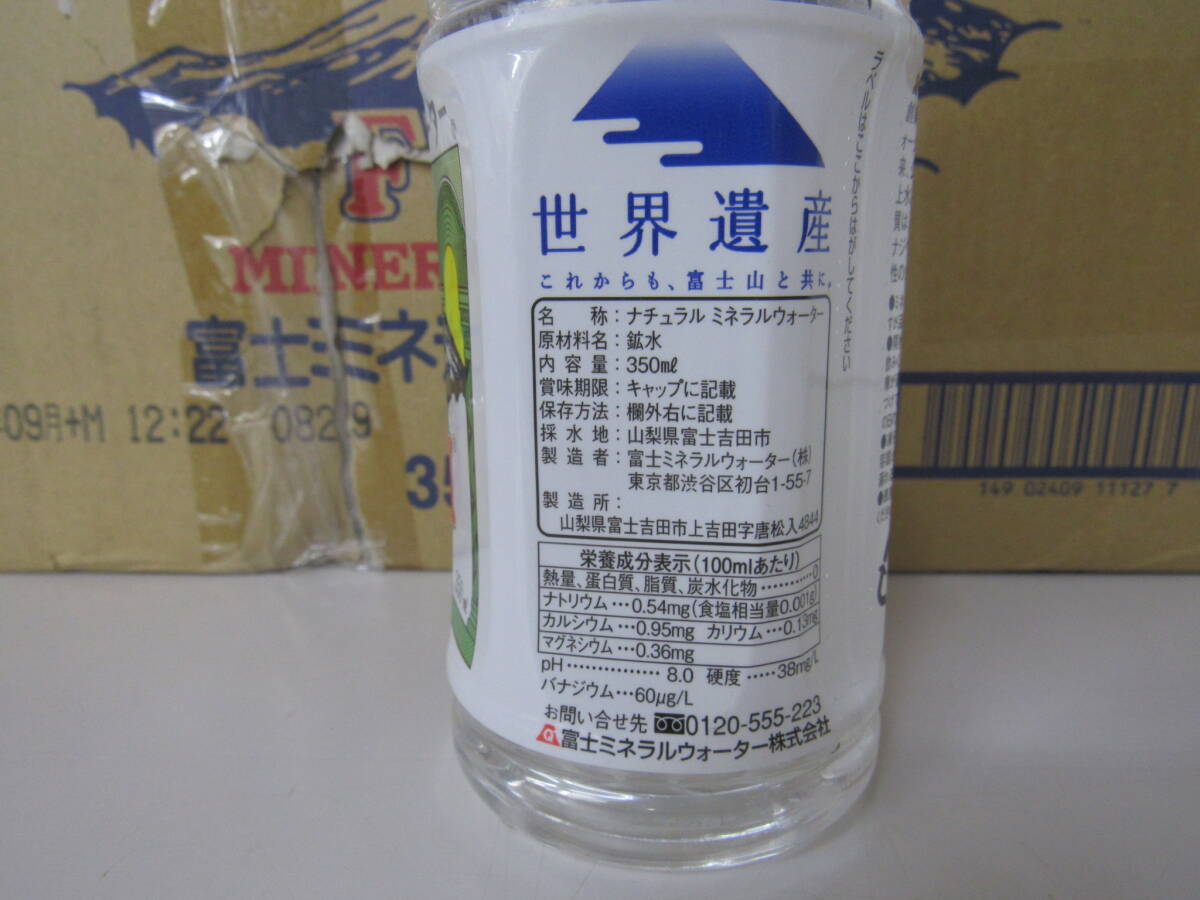 世界遺産
これからも、富士山と共に。
名称：ナチュラル ミネラルウォーター
原材料名：鉱水
内容量：350ml
賞味期限：キャップに記載
保存方法：欄外右に記載
採水地：山梨県富士吉田市
製造者：富士ミネラルウォーター(株)
東京都渋谷区初台1-55-7
製造所：
山梨県富士吉田市上吉田字唐松入4844
栄養成分表示(100mlあたり)
熱量、蛋白質、脂質、炭水化物………0
ナトリウム…0.54mg(食塩相当量0.001g)
カルシウム…0.95mg カリウム…0.13mg
マグネシウム…0.36mg
pH……………8.0 硬度……38mg/L
バナジウム…60μg/L
お問い合せ先 0120-555-223
富士ミネラルウォーター株式会社
ラベルはここからはがしてください
F
MINER
富士ミネ
09月+M 12:22 0829
35
149 02409 11127 7